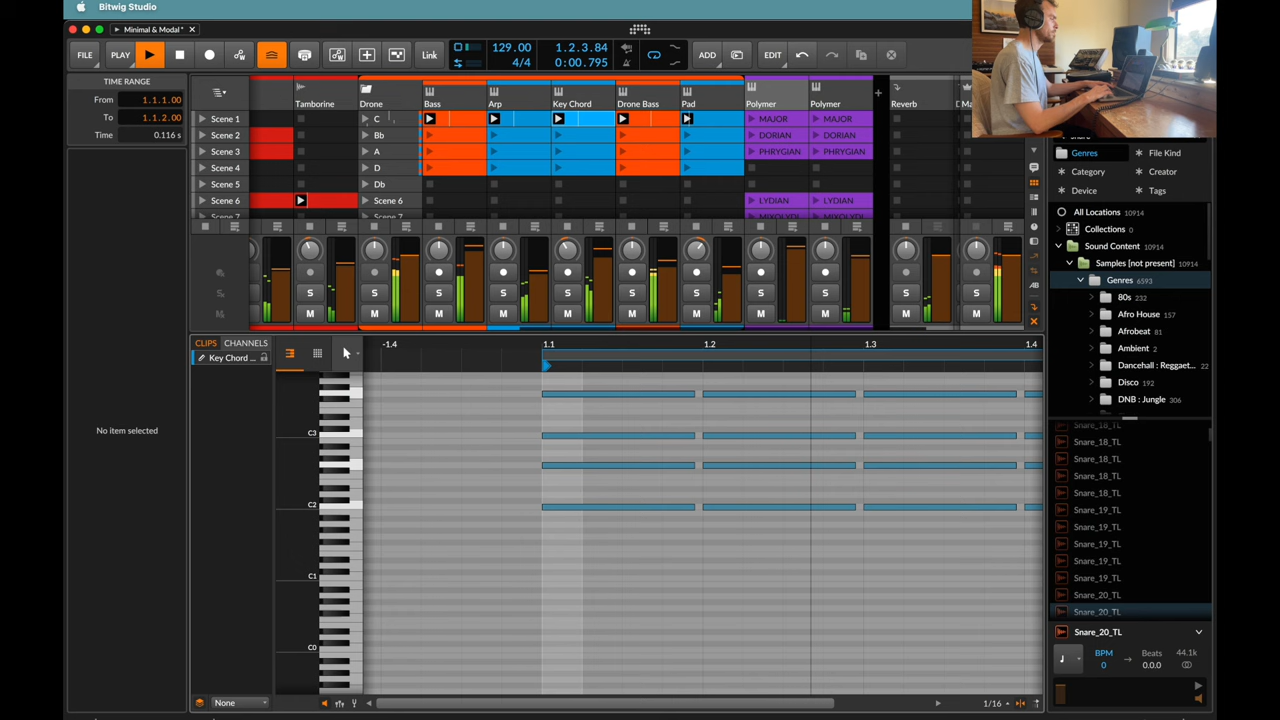 Bitwig Studio
Minimal & Modal*
FILE PLAY Link 129.00 4/4 1.2.3.84 0:00.795 ADD EDIT
TIME RANGE
From 1.1.1.00
To 1.1.2.00
Time 0.116 s
No item selected
Tamborine Drone Bass Arp Key Chord Drone Bass Pad Polymer Polymer Reverb
Scene 1 C MAJOR MAJOR
Scene 2 Bb DORIAN DORIAN
Scene 3 A PHRYGIAN PHRYGIAN
Scene 4 D
Scene 5 Db
Scene 6 Scene 6 LYDIAN LYDIAN
S S S S S S S S S S S
M M M M M M M M M M M
CLIPS CHANNELS
Key Chord ...
-1.4 1.1 1.2 1.3 1.4
C3
C2
C1
C0
None
1/16
Genres File Kind
Category Creator
Device Tags
All Locations 10914
Collections 0
Sound Content 10914
Samples [not present] 10914
Genres 6593
80s 232
Afro House 157
Afrobeat 81
Ambient 2
Dancehall : Reggaet... 22
Disco 192
DNB : Jungle 306
Snare_18_TL
Snare_18_TL
Snare_18_TL
Snare_18_TL
Snare_18_TL
Snare_19_TL
Snare_19_TL
Snare_19_TL
Snare_19_TL
Snare_19_TL
Snare_20_TL
Snare_20_TL
Snare_20_TL
BPM Beats 44.1k
0 0.0.0